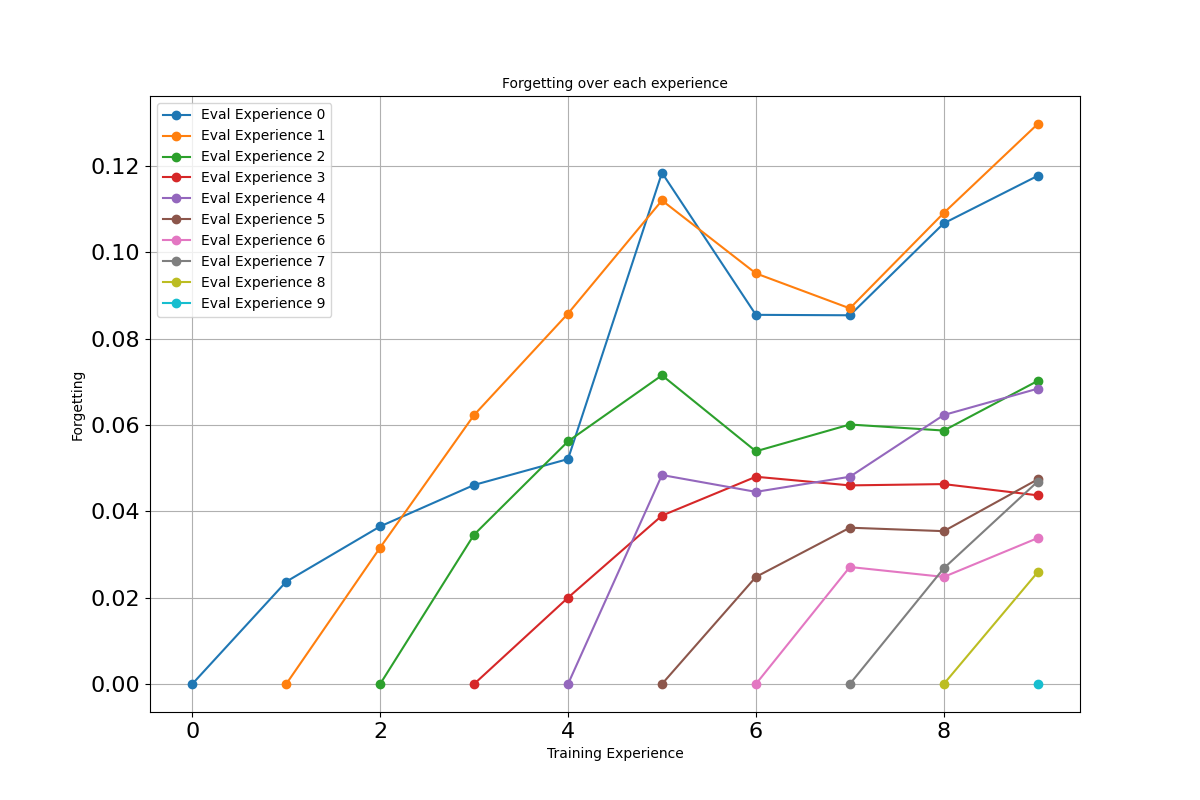 Forgetting over each experience
Eval Experience 0
Eval Experience 1
Eval Experience 2
Eval Experience 3
Eval Experience 4
Eval Experience 5
Eval Experience 6
Eval Experience 7
Eval Experience 8
Eval Experience 9
0.12
0.10
0.08
0.06
0.04
0.02
0.00
Forgetting
0 2 4 6 8
Training Experience